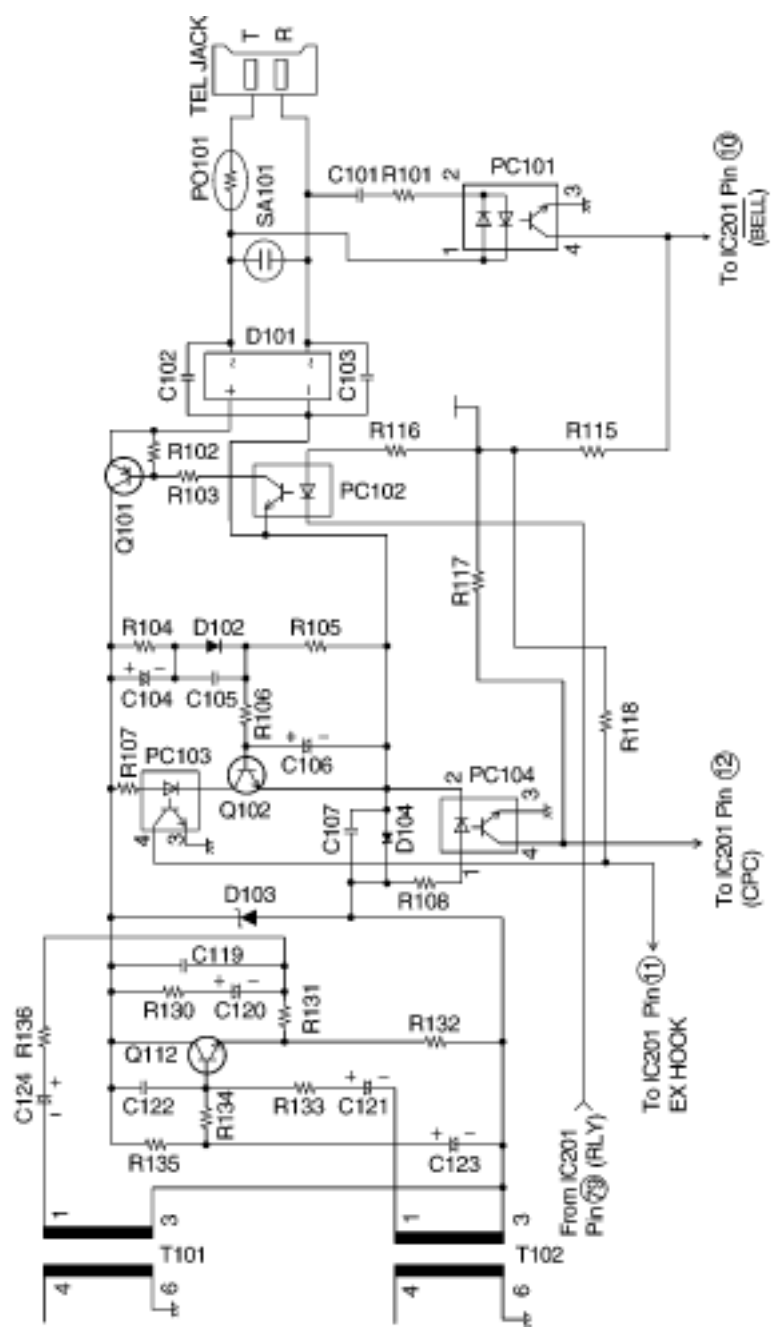 TEL JACK
T
R
PO101
SA101
C101
R101
2
PC101
1
3
4
To IC201 Pin 10
(BELL)
D101
C102
C103
~
~
+
−
R102
R103
Q101
PC102
R116
R115
R117
R118
R104
D102
R105
+
−
C104
C105
R106
+
−
C106
R107
PC103
4
3
Q102
C107
D104
2
PC104
1
3
4
R108
To IC201 Pin 12
(CPC)
D103
C119
R130
+
−
C120
R131
R132
R136
C124
+
−
Q112
C122
R134
R133
+
−
C121
R135
+
−
C123
To IC201 Pin 11
EX HOOK
From IC201
Pin 79 (RLY)
1
3
T101
4
6
1
3
T102
4
6